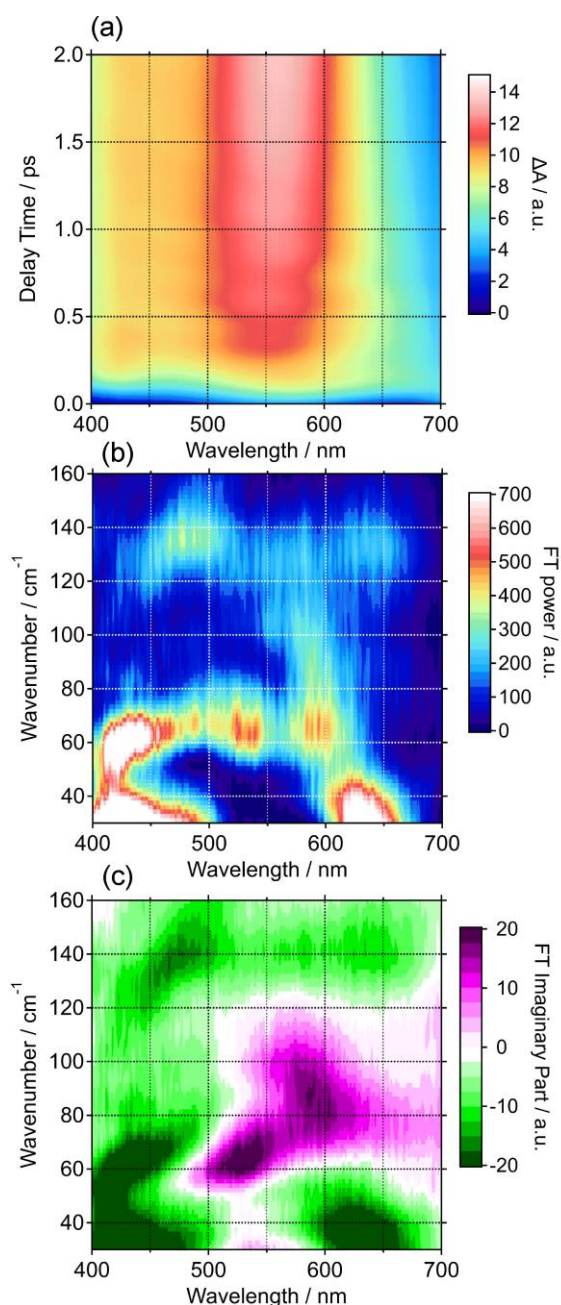 (a)
2.0
1.5
1.0
0.5
0.0
Delay Time / ps
400 500 600 700
Wavelength / nm
14
12
10
8
6
4
2
0
ΔA / a.u.
(b)
160
140
120
100
80
60
40
Wavenumber / cm⁻¹
400 500 600 700
Wavelength / nm
700
600
500
400
300
200
100
0
FT power / a.u.
(c)
160
140
120
100
80
60
40
Wavenumber / cm⁻¹
400 500 600 700
Wavelength / nm
20
10
0
-10
-20
FT Imaginary Part / a.u.